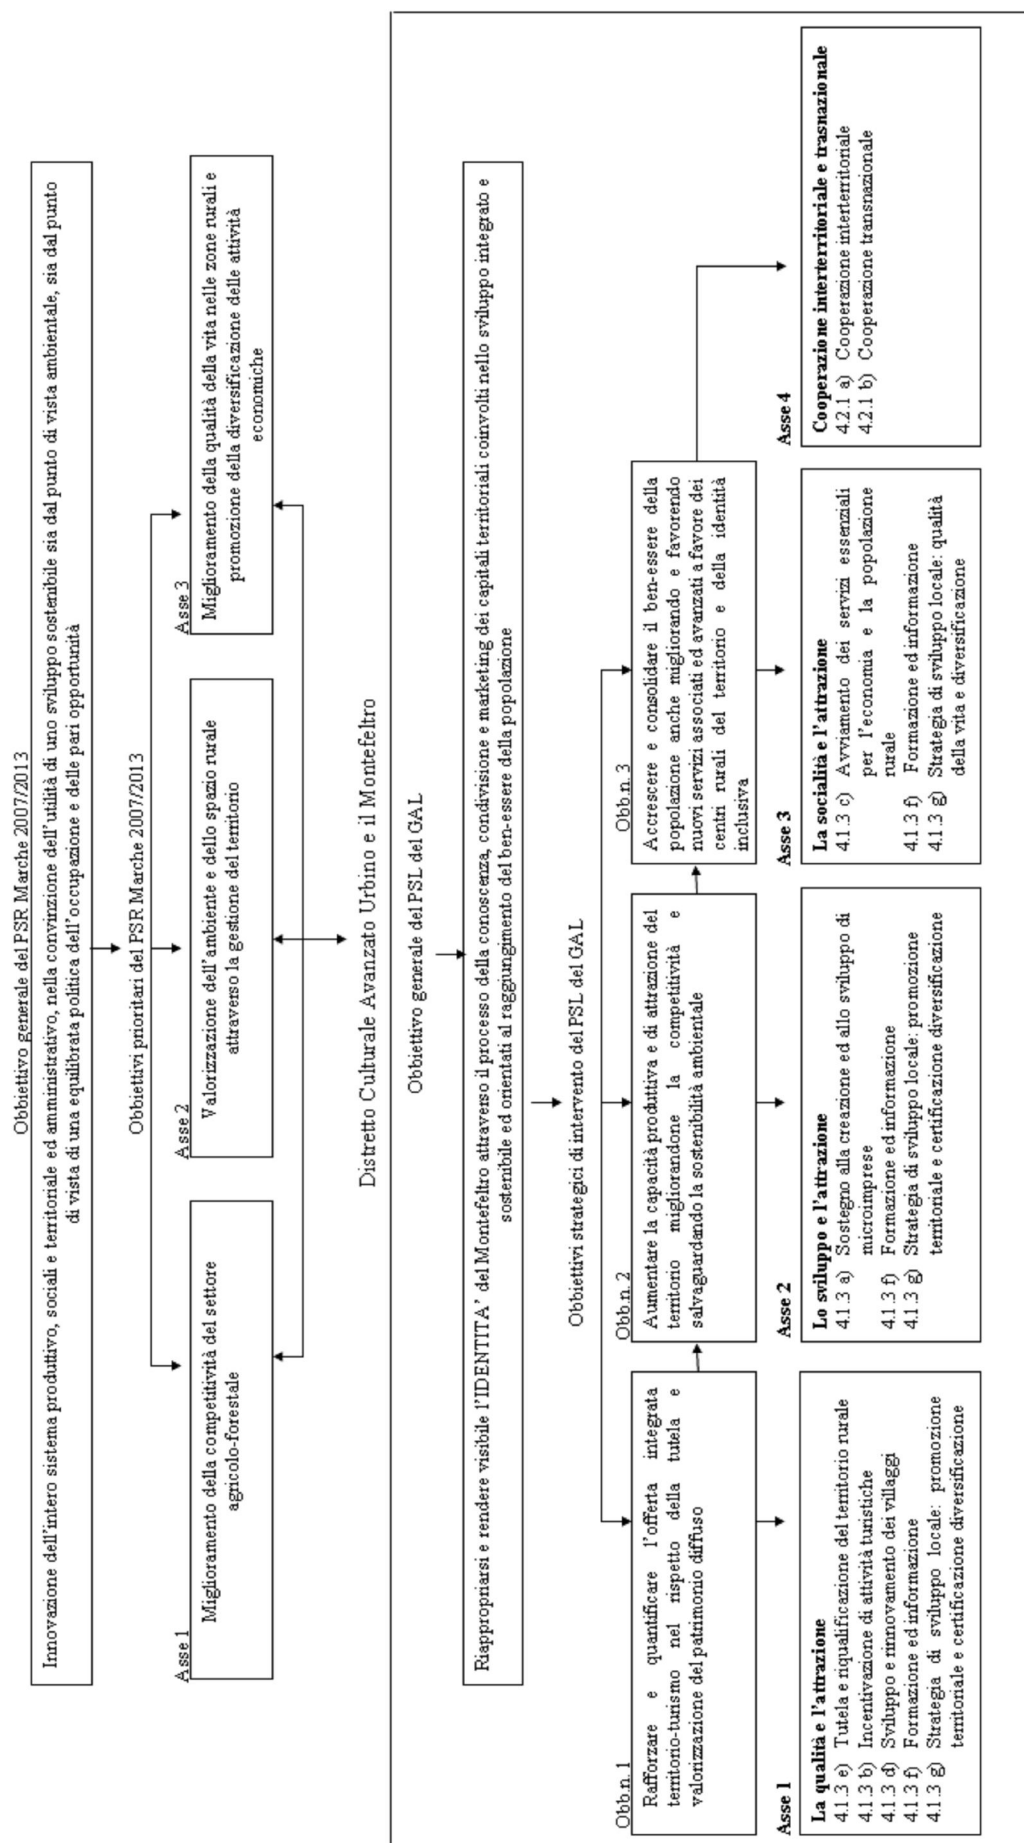 Obbiettivo generale del PSR Marche 2007/2013
Innovazione dell'intero sistema produttivo, sociali e territoriale ed amministrativo, nella convinzione dell'utilità di uno sviluppo sostenibile sia dal punto di vista ambientale, sia dal punto
di vista di una equilibrata politica dell'occupazione e delle pari opportunità
Obbiettivi prioritari del PSR Marche 2007/2013
Asse 1
Miglioramento della competitività del settore
agricolo-forestale
Asse 2
Valorizzazione dell'ambiente e dello spazio rurale
attraverso la gestione del territorio
Asse 3
Miglioramento della qualità della vita nelle zone rurali e
promozione della diversificazione delle attività
economiche
Distretto Culturale Avanzato Urbino e il Montefeltro
Obbiettivo generale del PSL del GAL
Riappropriarsi e rendere visibile l'IDENTITA' del Montefeltro attraverso il processo della conoscenza, condivisione e marketing dei capitali territoriali coinvolti nello sviluppo integrato e
sostenibile ed orientati al raggiungimento del ben-essere della popolazione
Obbiettivi strategici di intervento del PSL del GAL
Obb.n. 1
Rafforzare e quantificare l'offerta integrata
territorio-turismo nel rispetto della tutela e
valorizzazione del patrimonio diffuso
Obb.n. 2
Aumentare la capacità produttiva e di attrazione del
territorio migliorandone la competitività e
salvaguardando la sostenibilità ambientale
Obb.n. 3
Accrescere e consolidare il ben-essere della
popolazione anche migliorando e favorendo
nuovi servizi associati ed avanzati a favore dei
centri rurali del territorio e della identità
inclusiva
Asse 1
La qualità e l'attrazione
4.1.3 e) Tutela e riqualificazione del territorio rurale
4.1.3 b) Incentivazione di attività turistiche
4.1.3 d) Sviluppo e rinnovamento dei villaggi
4.1.3 f) Formazione ed informazione
4.1.3 g) Strategia di sviluppo locale: promozione
territoriale e certificazione diversificazione
Asse 2
Lo sviluppo e l'attrazione
4.1.3 a) Sostegno alla creazione ed allo sviluppo di
microimprese
4.1.3 f) Formazione ed informazione
4.1.3 g) Strategia di sviluppo locale: promozione
territoriale e certificazione diversificazione
Asse 3
La socialità e l'attrazione
4.1.3 c) Avviamento dei servizi essenziali
per l'economia e la popolazione
rurale
4.1.3 f) Formazione ed informazione
4.1.3 g) Strategia di sviluppo locale: qualità
della vita e diversificazione
Asse 4
Cooperazione interterritoriale e trasnazionale
4.2.1 a) Cooperazione interterritoriale
4.2.1 b) Cooperazione transnazionale